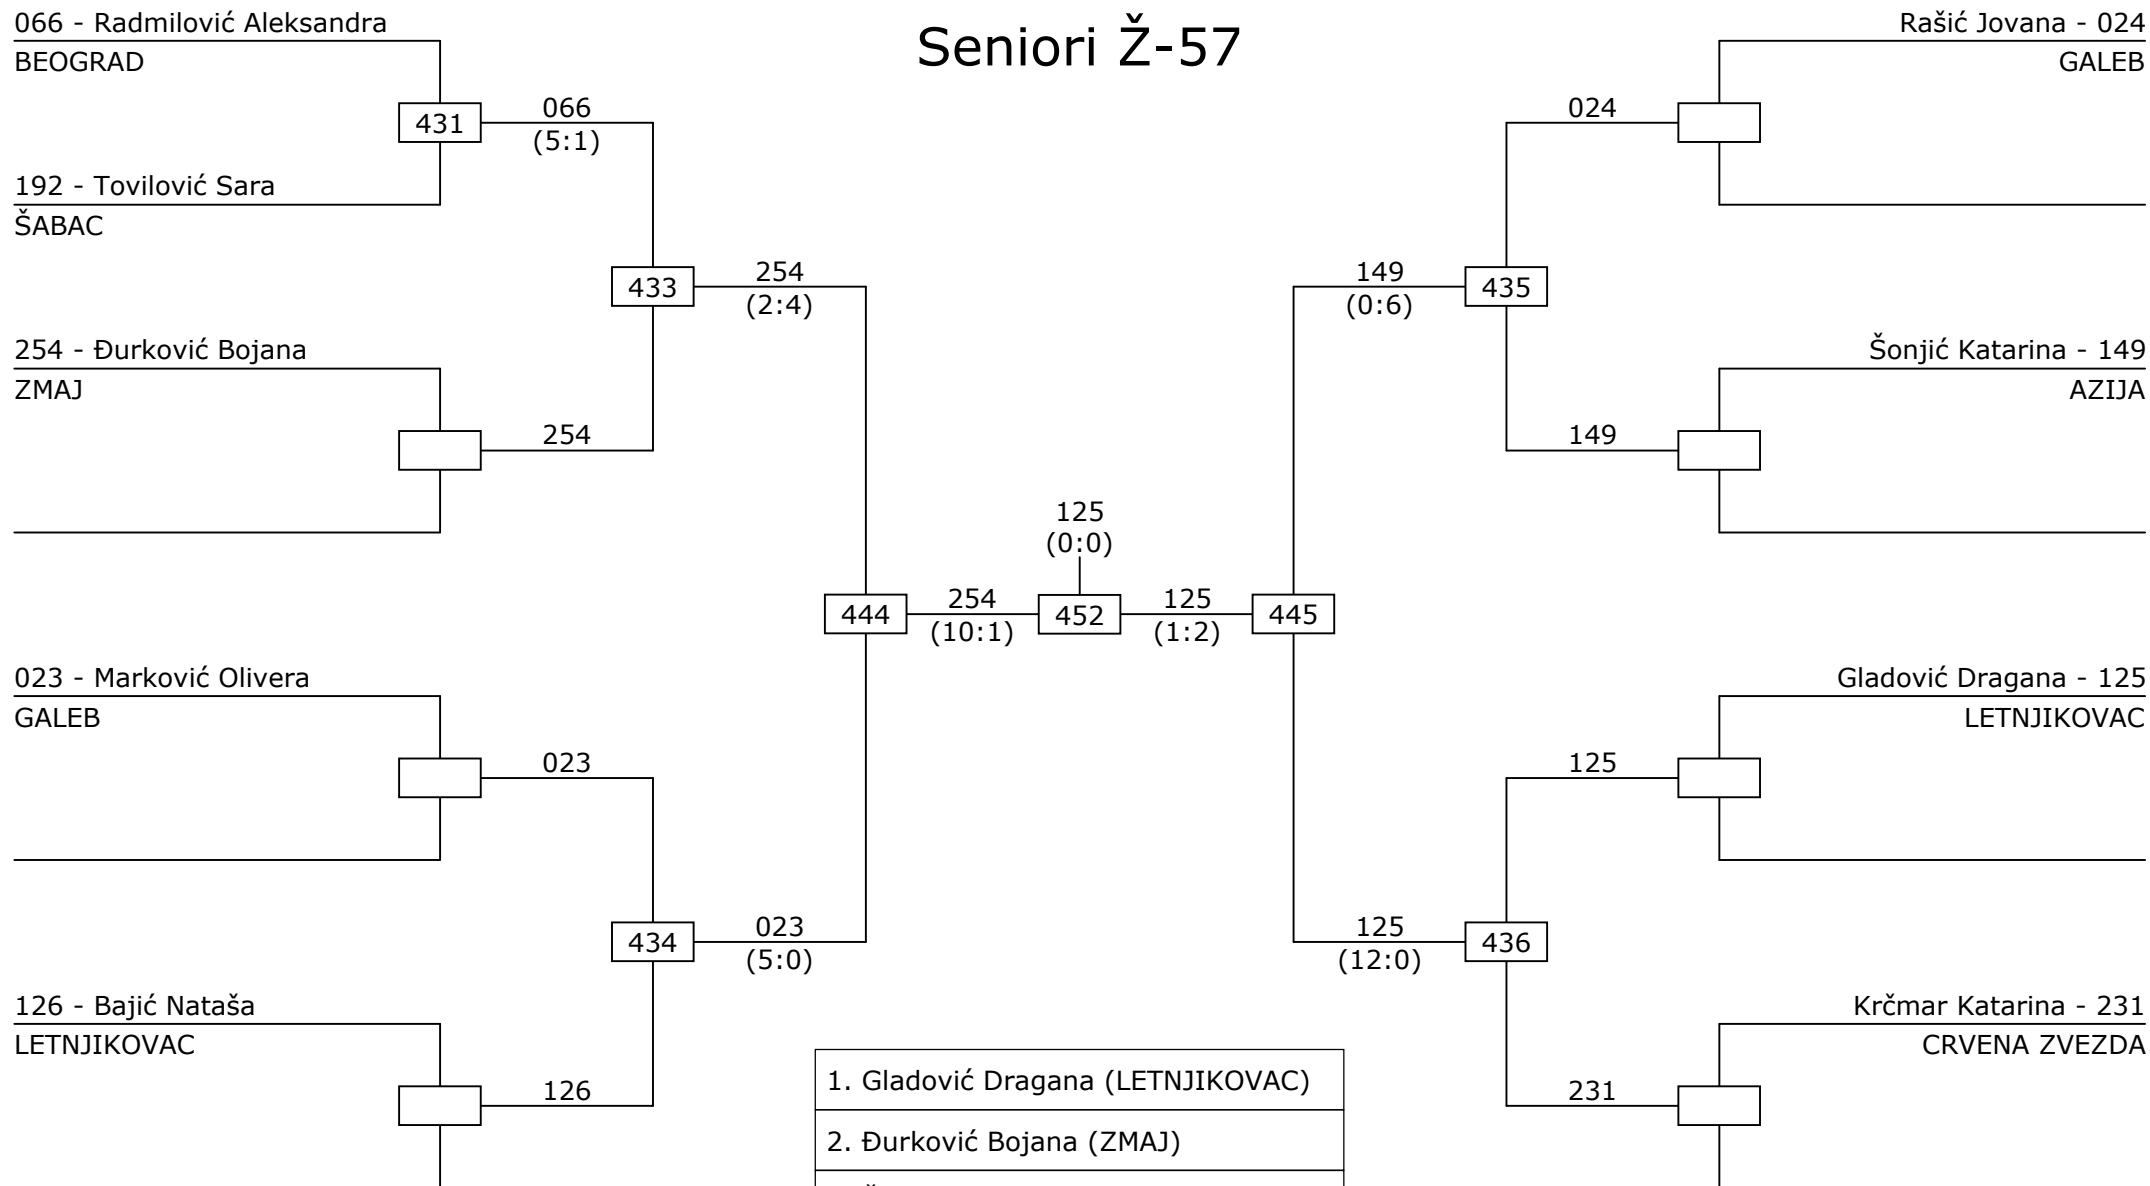 Seniori Ž-57
066 - Radmilović Aleksandra
BEOGRAD
431
066
(5:1)
192 - Tovilović Sara
ŠABAC
433
254
(2:4)
254 - Đurković Bojana
ZMAJ
254
023 - Marković Olivera
GALEB
023
434
023
(5:0)
126 - Bajić Nataša
LETNJIKOVAC
126
444
254
(10:1)
125
(0:0)
452
125
(1:2)
445
Rašić Jovana - 024
GALEB
024
149
(0:6)
435
Šonjić Katarina - 149
AZIJA
149
Gladović Dragana - 125
LETNJIKOVAC
125
125
(12:0)
436
Krčmar Katarina - 231
CRVENA ZVEZDA
231
1. Gladović Dragana (LETNJIKOVAC)
2. Đurković Bojana (ZMAJ)